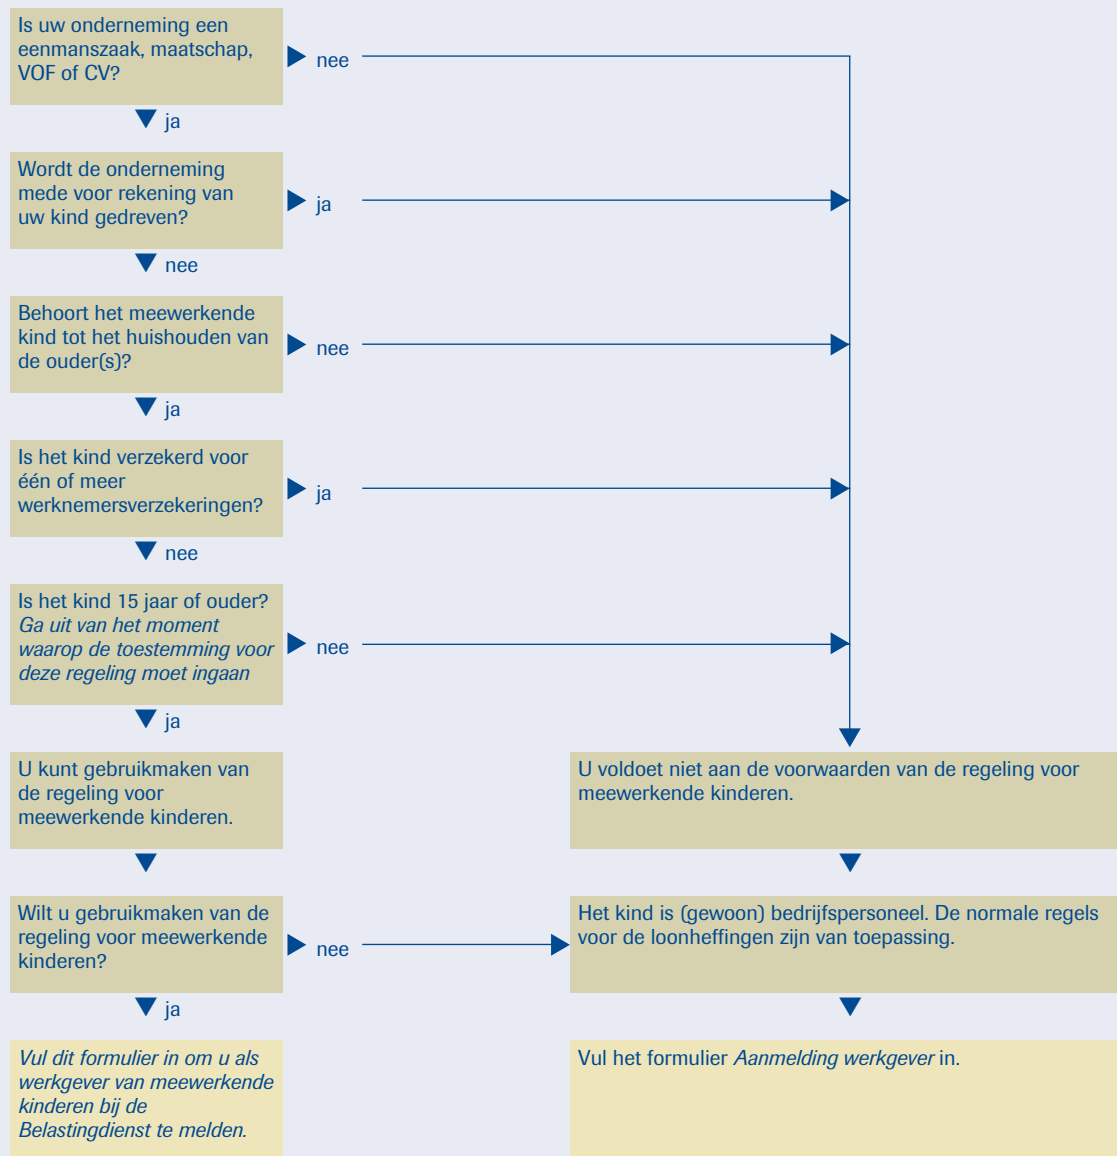 Is uw onderneming een
eenmanszaak, maatschap,
VOF of CV?
nee
ja
Wordt de onderneming
mede voor rekening van
uw kind gedreven?
ja
nee
Behoort het meewerkende
kind tot het huishouden van
de ouder(s)?
nee
ja
Is het kind verzekerd voor
één of meer
werknemersverzekeringen?
ja
nee
Is het kind 15 jaar of ouder?
Ga uit van het moment
waarop de toestemming voor
deze regeling moet ingaan
nee
ja
U kunt gebruikmaken van
de regeling voor
meewerkende kinderen.
U voldoet niet aan de voorwaarden van de regeling voor
meewerkende kinderen.
Wilt u gebruikmaken van de
regeling voor meewerkende
kinderen?
nee
Het kind is (gewoon) bedrijfspersoneel. De normale regels
voor de loonheffingen zijn van toepassing.
ja
Vul dit formulier in om u als
werkgever van meewerkende
kinderen bij de
Belastingdienst te melden.
Vul het formulier Aanmelding werkgever in.